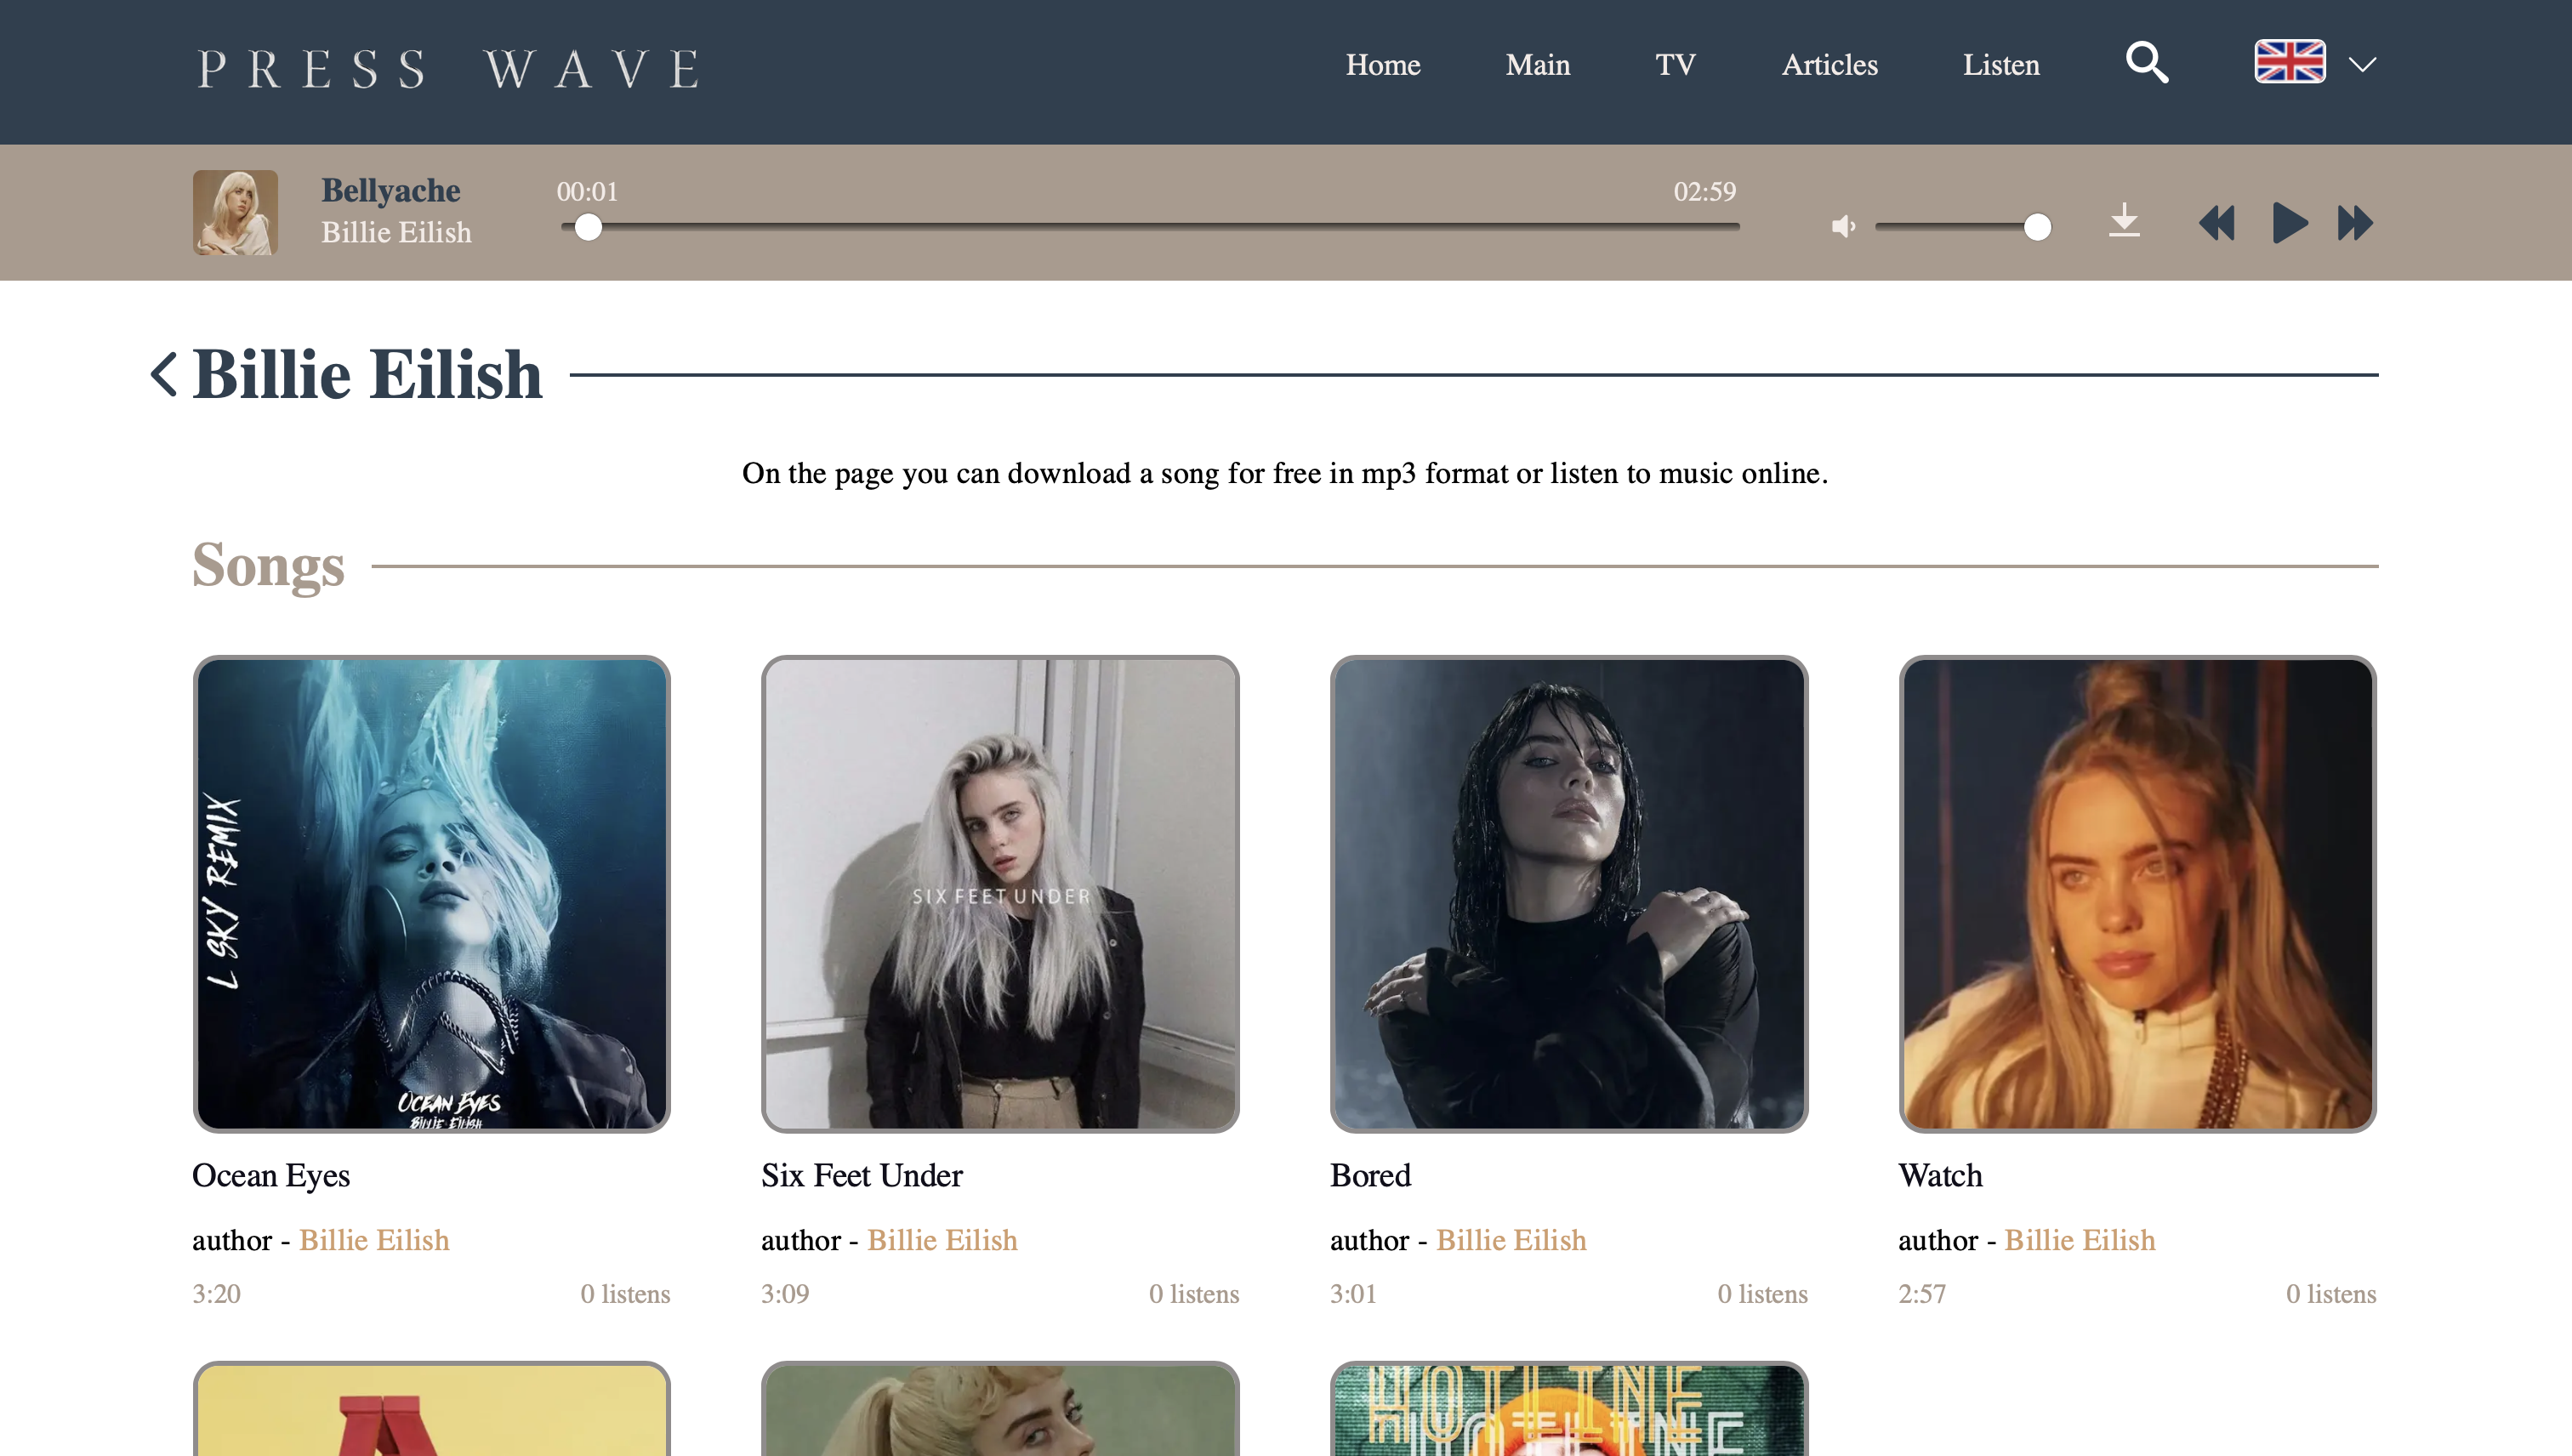 PRESS WAVE
Home Main TV Articles Listen
Bellyache
Billie Eilish
00:01 02:59
Billie Eilish
On the page you can download a song for free in mp3 format or listen to music online.
Songs
L SKY REMIX
OCEAN EYES
BILLIE EILISH
SIX FEET UNDER
Ocean Eyes
author - Billie Eilish
3:20 0 listens
Six Feet Under
author - Billie Eilish
3:09 0 listens
Bored
author - Billie Eilish
3:01 0 listens
Watch
author - Billie Eilish
2:57 0 listens
HOTLINE
HOTLINE